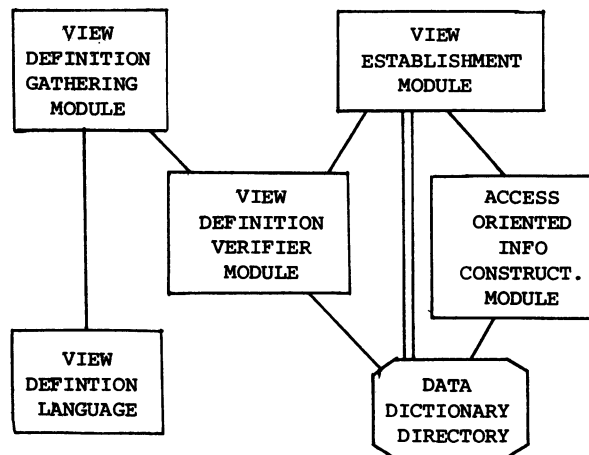 VIEW
DEFINITION
GATHERING
MODULE
VIEW
ESTABLISHMENT
MODULE
VIEW
DEFINITION
VERIFIER
MODULE
ACCESS
ORIENTED
INFO
CONSTRUCT.
MODULE
VIEW
DEFINTION
LANGUAGE
DATA
DICTIONARY
DIRECTORY